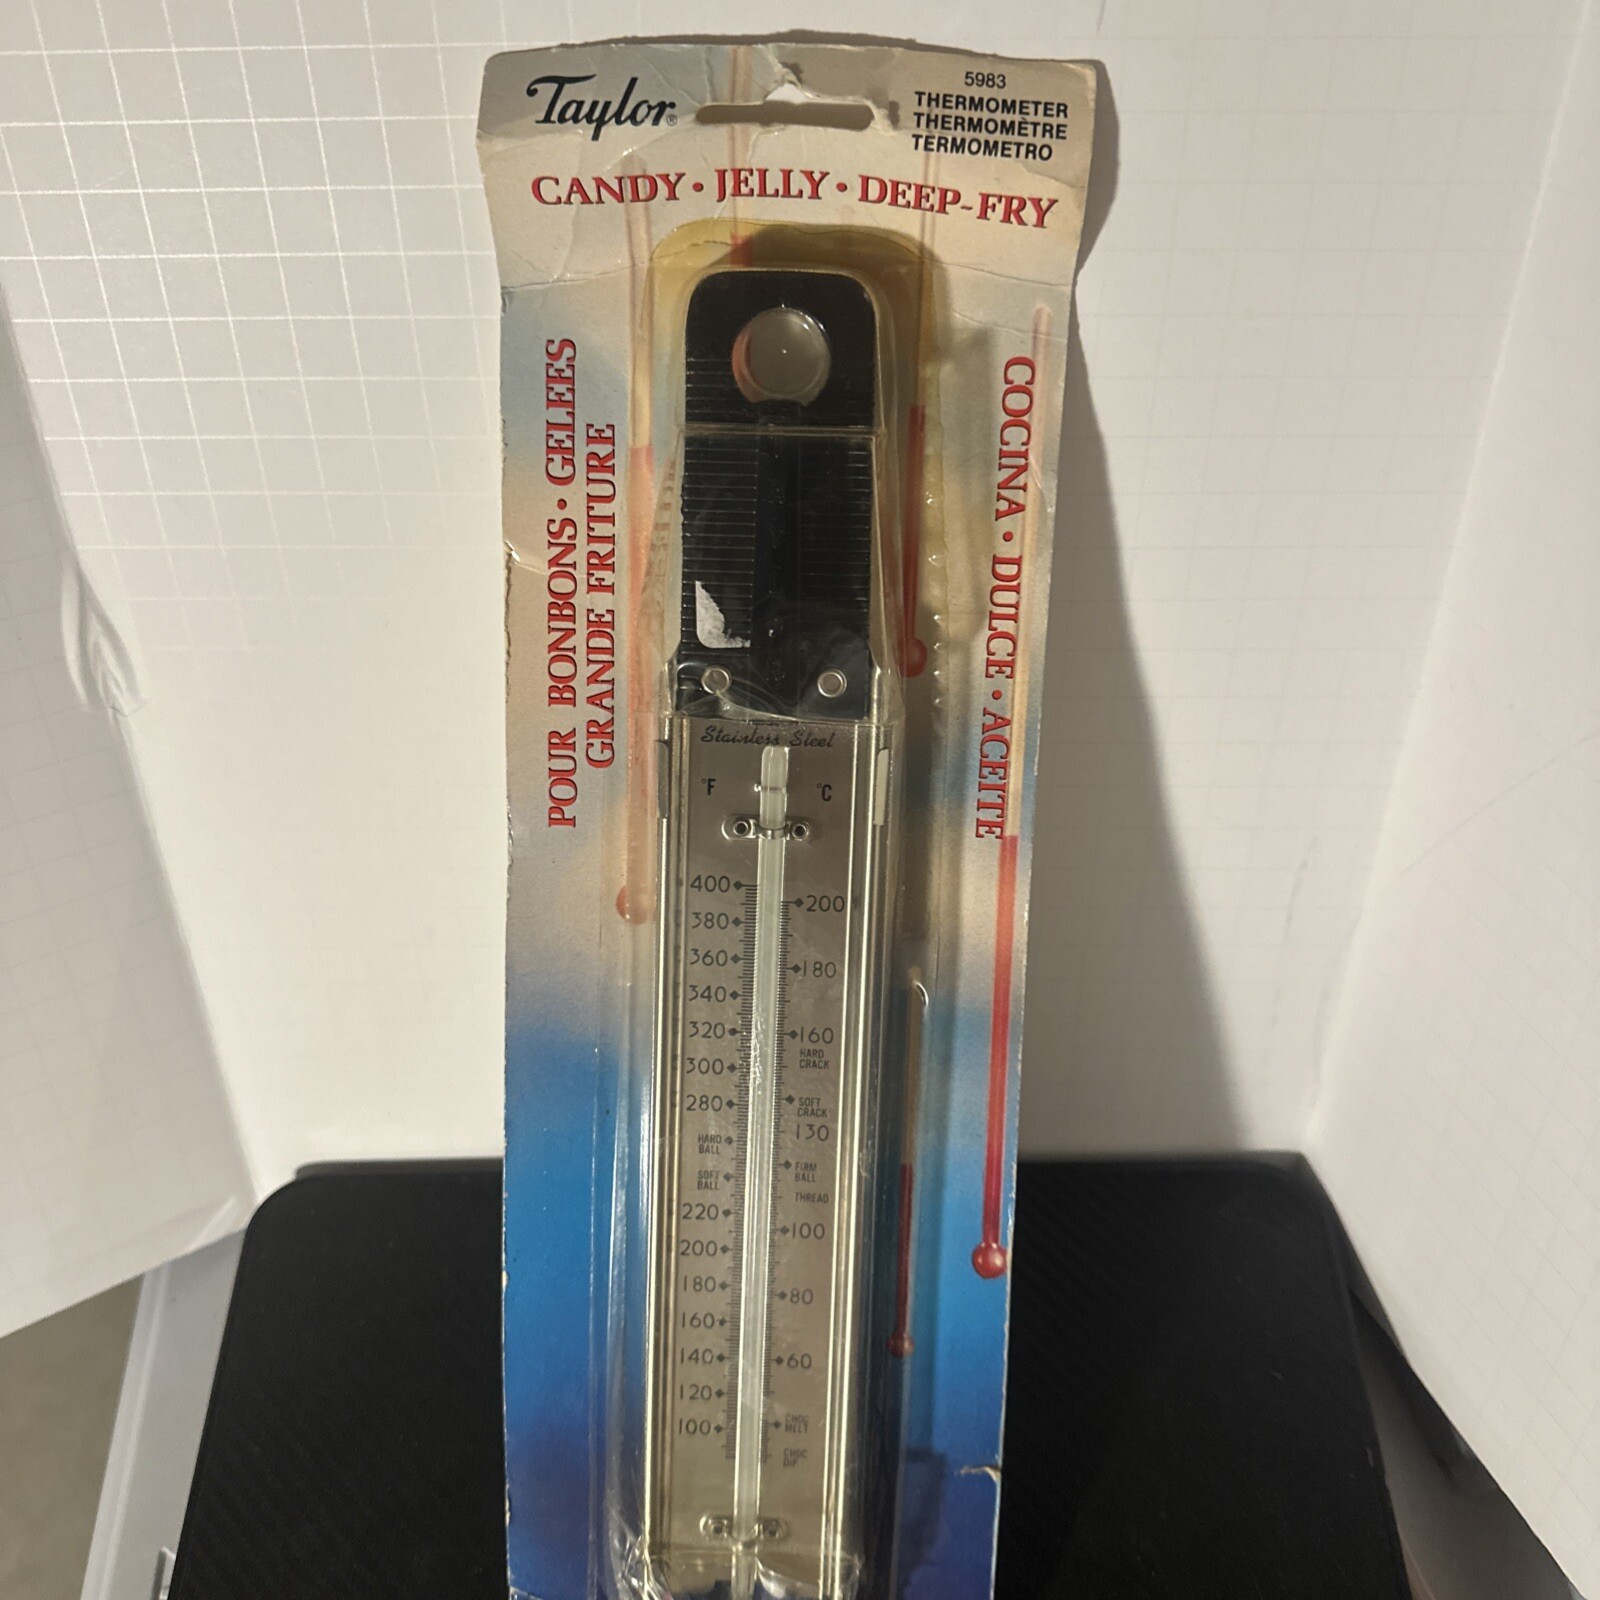 Taylor®
5983
THERMOMETER
THERMOMÈTRE
TERMOMETRO
CANDY • JELLY • DEEP-FRY
POUR BONBONS • GELEES
GRANDE FRITURE
COCINA • DULCE • ACEITE
Stainless Steel
°F °C
400
200
380
360
180
340
320
160
HARD
CRACK
300
280
SOFT
CRACK
130
HARD
BALL
FIRM
BALL
SOFT
BALL
THREAD
220
100
200
180
80
160
140
60
120
CHOC
MELT
100
CHOC
DIP